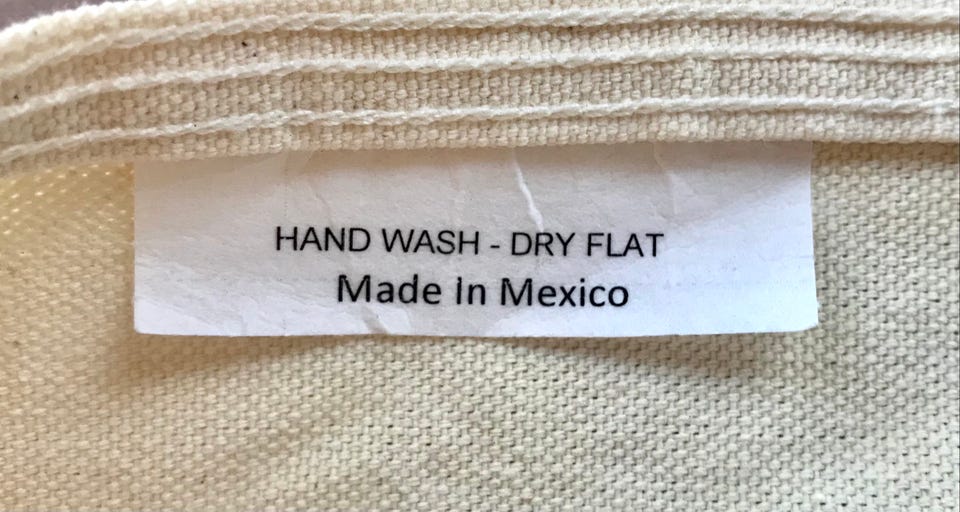 HAND WASH - DRY FLAT
Made In Mexico